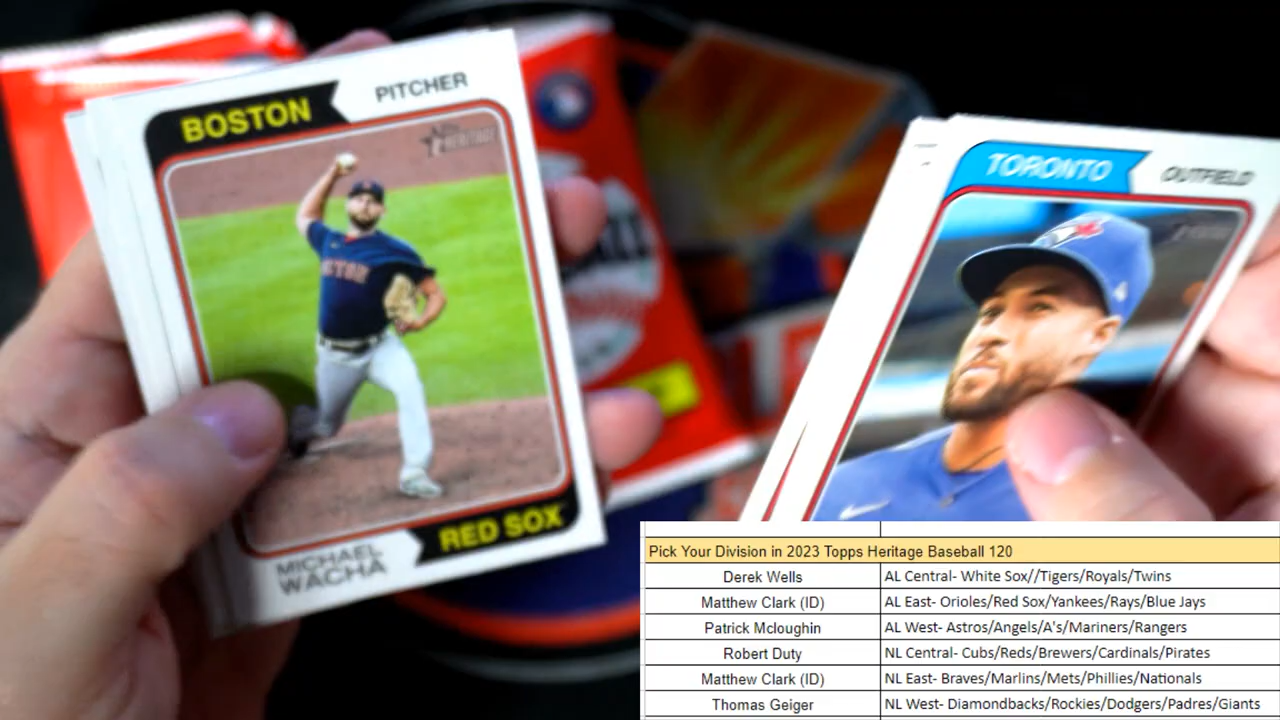 BOSTON
PITCHER
HERITAGE
MICHAEL
WACHA
RED SOX
TORONTO
OUTFIELD
Pick Your Division in 2023 Topps Heritage Baseball 120
Derek Wells AL Central- White Sox//Tigers/Royals/Twins
Matthew Clark (ID) AL East- Orioles/Red Sox/Yankees/Rays/Blue Jays
Patrick Mcloughin AL West- Astros/Angels/A's/Mariners/Rangers
Robert Duty NL Central- Cubs/Reds/Brewers/Cardinals/Pirates
Matthew Clark (ID) NL East- Braves/Marlins/Mets/Phillies/Nationals
Thomas Geiger NL West- Diamondbacks/Rockies/Dodgers/Padres/Giants